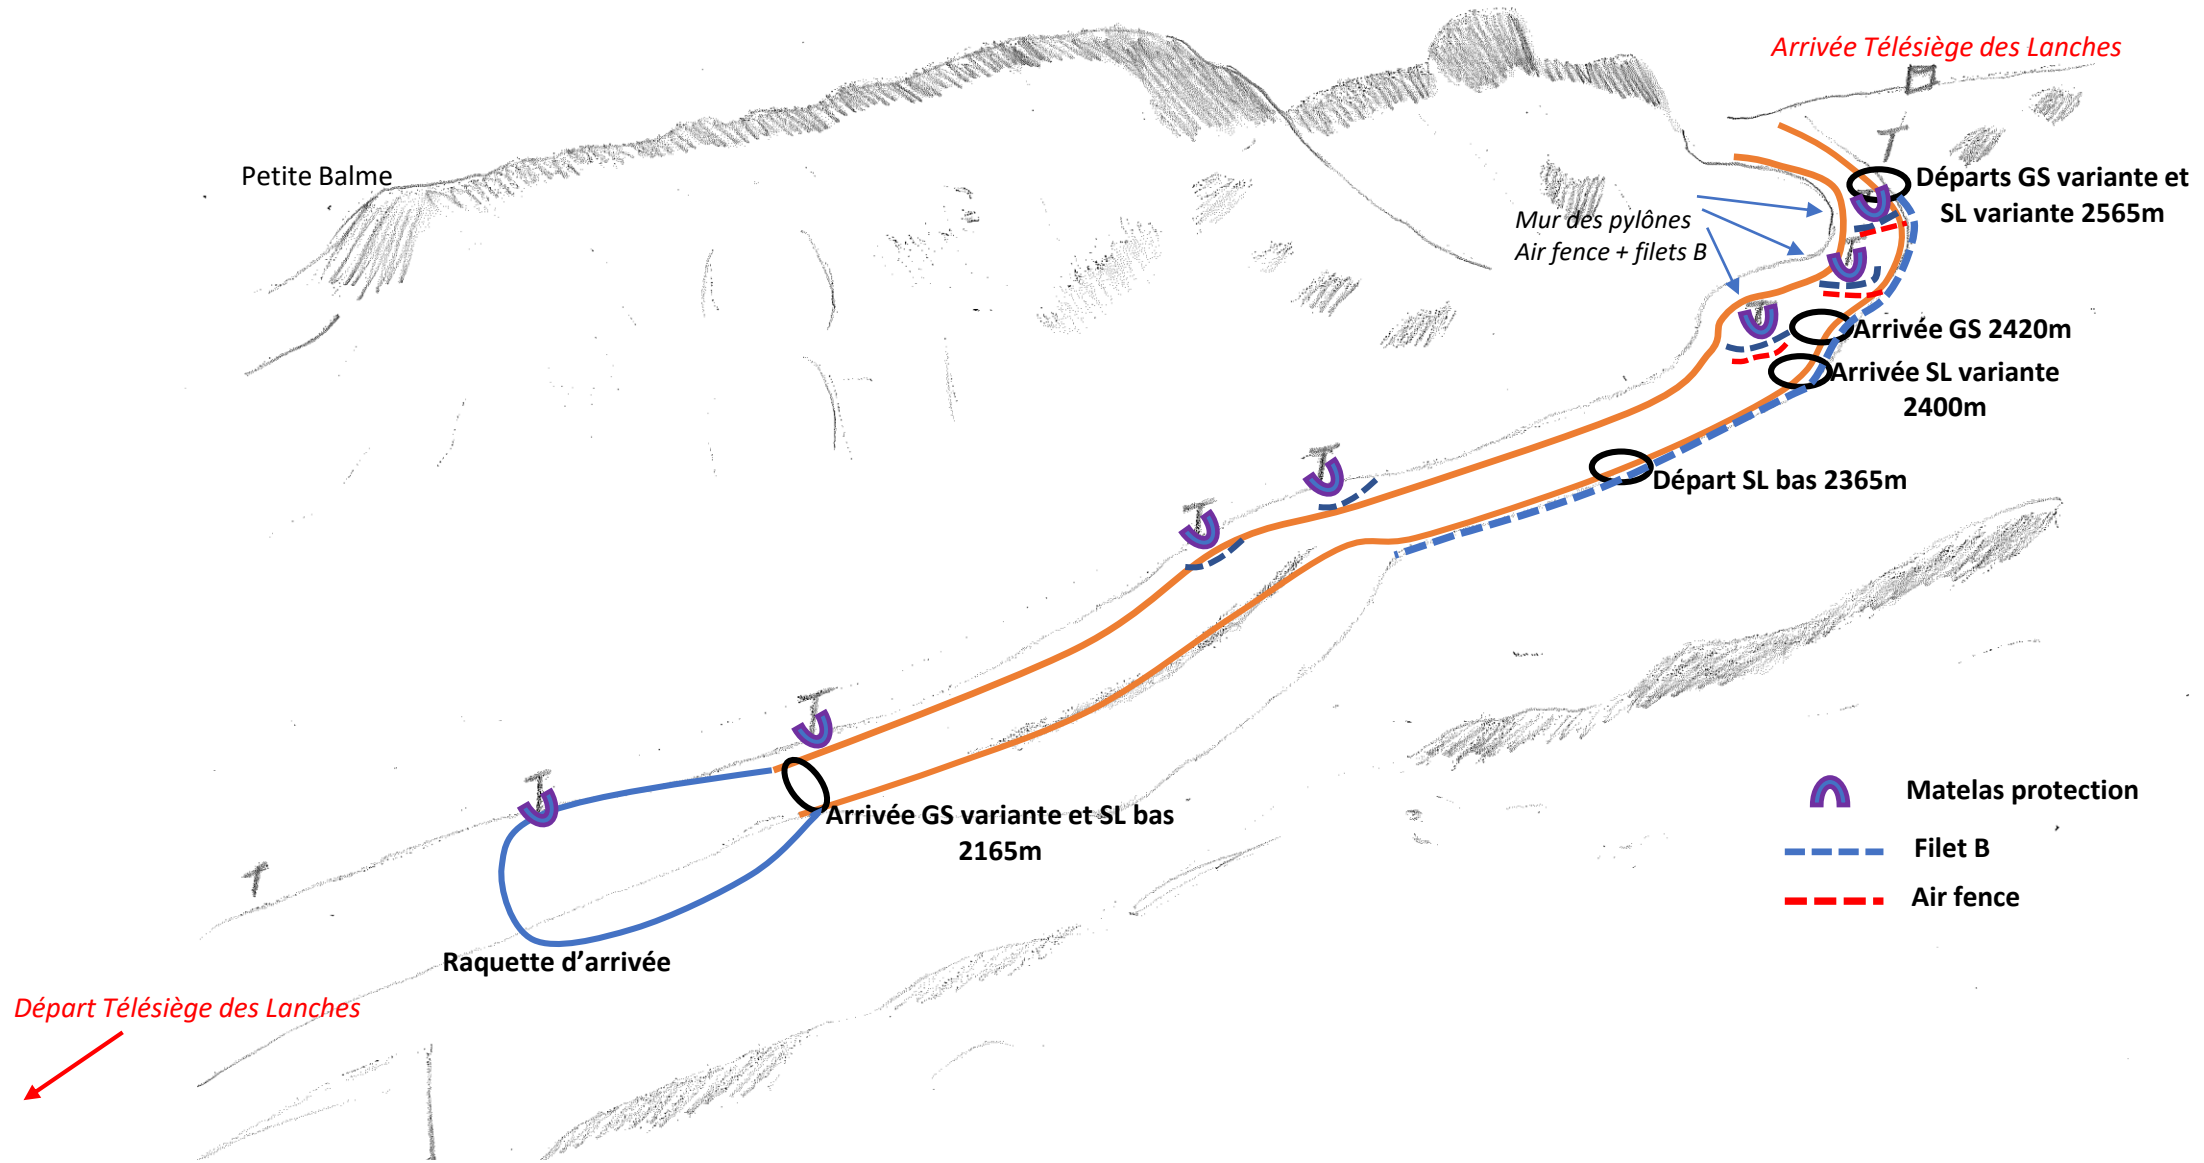 Arrivée Télésiège des Lanches
Petite Balme
Départs GS variante et
SL variante 2565m
Mur des pylônes
Air fence + filets B
Arrivée GS 2420m
Arrivée SL variante
2400m
Départ SL bas 2365m
Arrivée GS variante et SL bas
2165m
Matelas protection
Filet B
Air fence
Raquette d'arrivée
Départ Télésiège des Lanches